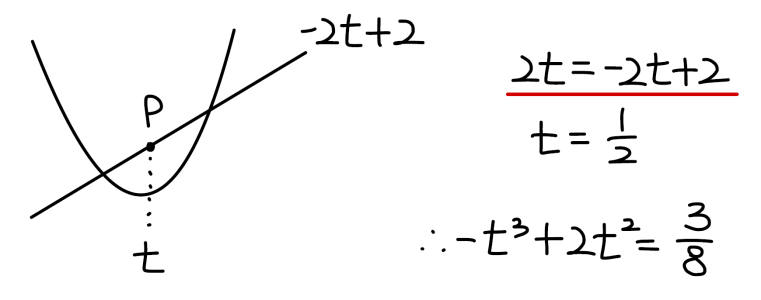 -2t+2
P
t
2t=-2t+2
t=1/2
∴-t³+2t²=3/8